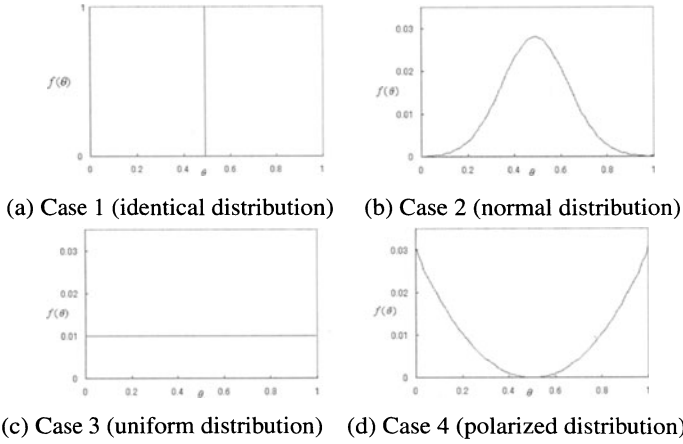 1
f(θ)
0
0 0.2 0.4 θ 0.6 0.8 1
(a) Case 1 (identical distribution)
0.03
0.02
f(θ)
0.01
0
0 0.2 0.4 θ 0.6 0.8 1
(b) Case 2 (normal distribution)
0.03
0.02
f(θ)
0.01
0
0 0.2 0.4 θ 0.6 0.8 1
(c) Case 3 (uniform distribution)
0.03
0.02
f(θ)
0.01
0
0 0.2 0.4 θ 0.6 0.8 1
(d) Case 4 (polarized distribution)